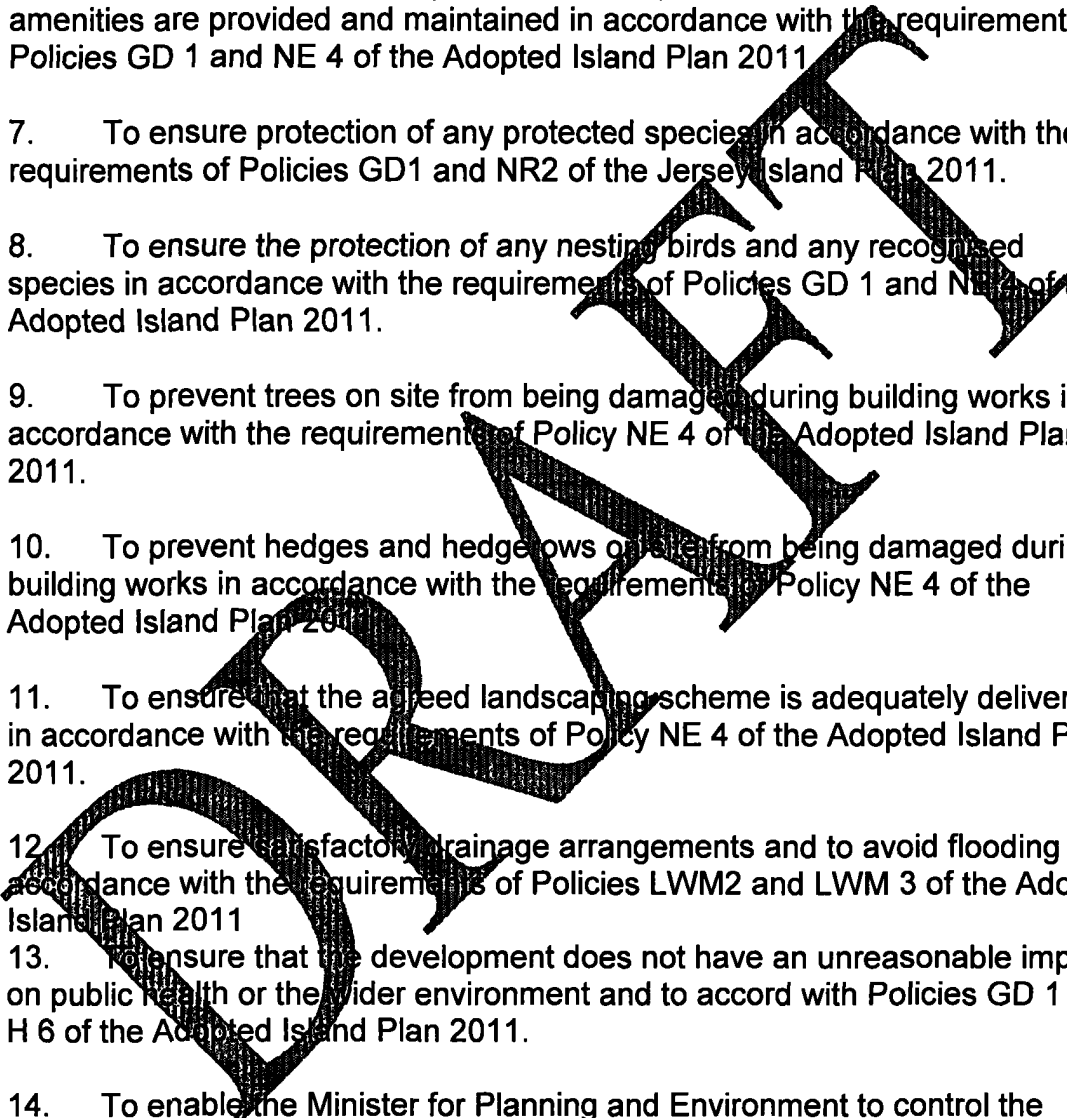 amenities are provided and maintained in accordance with the requirement
Policies GD 1 and NE 4 of the Adopted Island Plan 2011
7. To ensure protection of any protected species in accordance with the
requirements of Policies GD1 and NR2 of the Jersey Island Plan 2011.
8. To ensure the protection of any nesting birds and any recognised
species in accordance with the requirements of Policies GD 1 and NE 4 of
Adopted Island Plan 2011.
9. To prevent trees on site from being damaged during building works i
accordance with the requirements of Policy NE 4 of the Adopted Island Pla
2011.
10. To prevent hedges and hedgerows on site from being damaged duri
building works in accordance with the requirements of Policy NE 4 of the
Adopted Island Plan 2011
11. To ensure that the agreed landscaping scheme is adequately deliver
in accordance with the requirements of Policy NE 4 of the Adopted Island P
2011.
12. To ensure satisfactory drainage arrangements and to avoid flooding
accordance with the requirements of Policies LWM2 and LWM 3 of the Ado
Island Plan 2011
13. To ensure that the development does not have an unreasonable imp
on public health or the wider environment and to accord with Policies GD 1
H 6 of the Adopted Island Plan 2011.
14. To enable the Minister for Planning and Environment to control the
DRAFT